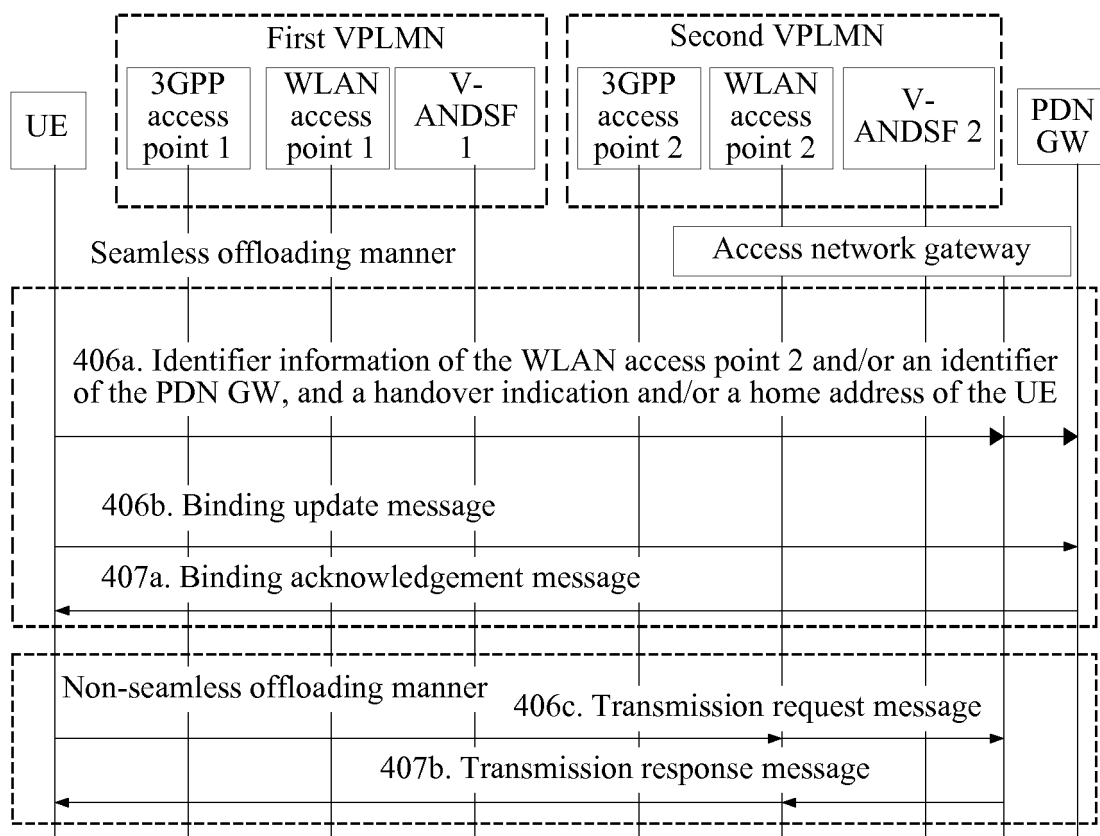 First VPLMN
Second VPLMN
UE
3GPP
access
point 1
WLAN
access
point 1
V-
ANDSF
1
3GPP
access
point 2
WLAN
access
point 2
V-
ANDSF 2
PDN
GW
Seamless offloading manner
Access network gateway
406a. Identifier information of the WLAN access point 2 and/or an identifier
of the PDN GW, and a handover indication and/or a home address of the UE
406b. Binding update message
407a. Binding acknowledgement message
Non-seamless offloading manner
406c. Transmission request message
407b. Transmission response message